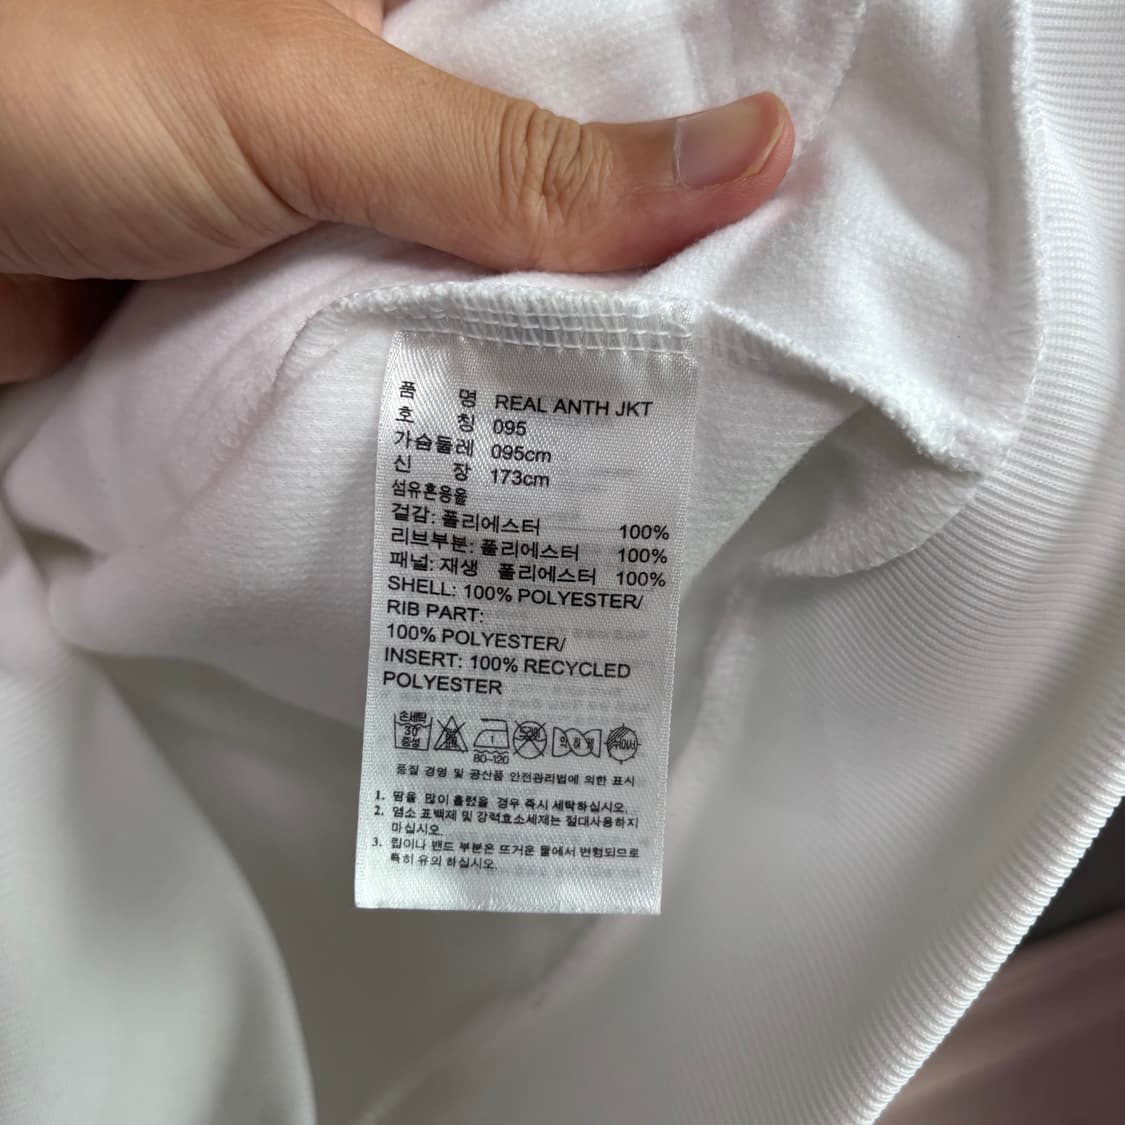 품 명 REAL ANTH JKT
호 칭 095
가슴둘레 095cm
신 장 173cm
섬유혼용율
겉감: 폴리에스터 100%
리브부분: 폴리에스터 100%
패널: 재생 폴리에스터 100%
SHELL: 100% POLYESTER/
RIB PART:
100% POLYESTER/
INSERT: 100% RECYCLED
POLYESTER
손세탁
30
중성
80~120
품질 경영 및 공산품 안전관리법에 의한 표시
1. 땀을 많이 흘렸을 경우 즉시 세탁하십시오.
2. 염소 표백제 및 강력효소세제는 절대사용하지
마십시오.
3. 립이나 밴드 부분은 뜨거운 물에서 변형되므로
특히 유의 하십시오.